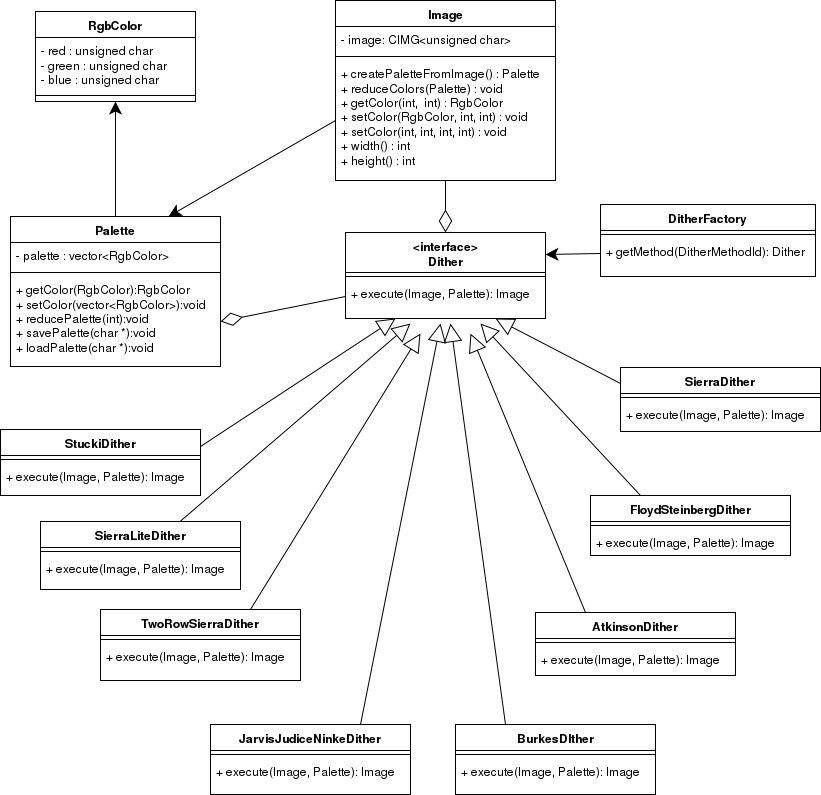 RgbColor
- red : unsigned char
- green : unsigned char
- blue : unsigned char
Image
- image: CIMG<unsigned char>
+ createPaletteFromImage() : Palette
+ reduceColors(Palette) : void
+ getColor(int, int) : RgbColor
+ setColor(RgbColor, int, int) : void
+ setColor(int, int, int, int) : void
+ width() : int
+ height() : int
Palette
- palette : vector<RgbColor>
+ getColor(RgbColor):RgbColor
+ setColor(vector<RgbColor>):void
+ reducePalette(int):void
+ savePalette(char *):void
+ loadPalette(char *):void
<interface>
Dither
+ execute(Image, Palette): Image
DitherFactory
+ getMethod(DitherMethodId): Dither
SierraDither
+ execute(Image, Palette): Image
StuckiDither
+ execute(Image, Palette): Image
FloydSteinbergDither
+ execute(Image, Palette): Image
SierraLiteDither
+ execute(Image, Palette): Image
TwoRowSierraDither
+ execute(Image, Palette): Image
AtkinsonDither
+ execute(Image, Palette): Image
JarvisJudiceNinkeDither
+ execute(Image, Palette): Image
BurkesDIther
+ execute(Image, Palette): Image